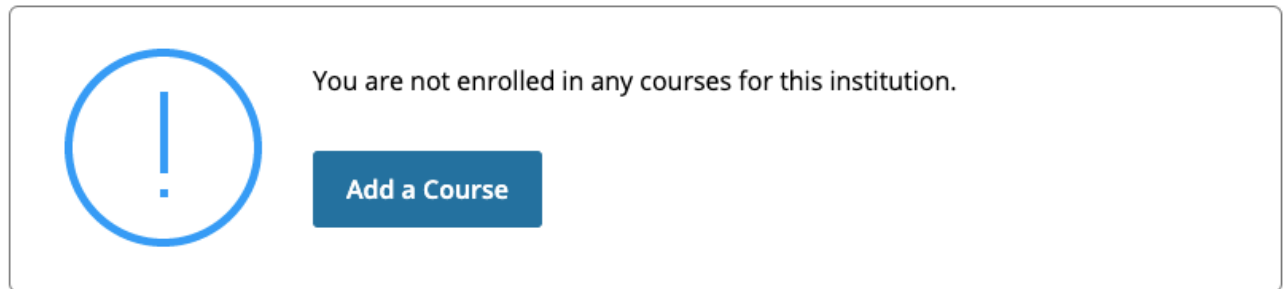 You are not enrolled in any courses for this institution.
Add a Course